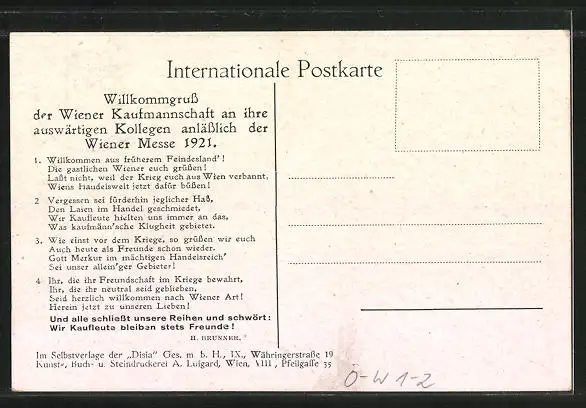 Internationale Postkarte
Willkommgruß
der Wiener Kaufmannschaft an ihre
auswärtigen Kollegen anläßlich der
Wiener Messe 1921.
1. Willkommen aus früherem Feindesland'!
Die gastlichen Wiener euch grüßen!
Laßt nicht, weil der Krieg euch aus Wien verbannt,
Wiens Handelswelt jetzt dafür büßen!
2 Vergessen sei fürderhin jeglicher Haß,
Den Laien im Handel geschmiedet,
Wir Kaufleute hielten uns immer an das,
Was kaufmänn'sche Klugheit gebietet.
3. Wie einst vor dem Kriege, so grüßen wir euch
Auch heute als Freunde schon wieder.
Gott Merkur im mächtigen Handelsreich'
Sei unser allein'ger Gebieter!
4 Ihr, die ihr Freundschaft im Kriege bewahrt,
Ihr, die ihr neutral seid geblieben,
Seid herzlich willkommen nach Wiener Art!
Herein jetzt zu unseren Lieben!
Und alle schließt unsere Reihen und schwört:
Wir Kaufleute bleiben stets Freunde!
H. BRUNNER.
Im Selbstverlage der „Disia" Ges. m. b. H., IX., Währingerstraße 19
Kunst-, Buch- u. Steindruckerei A. Luigard, Wien, VIII, Pfeilgasse 35
Ö-W 1-2